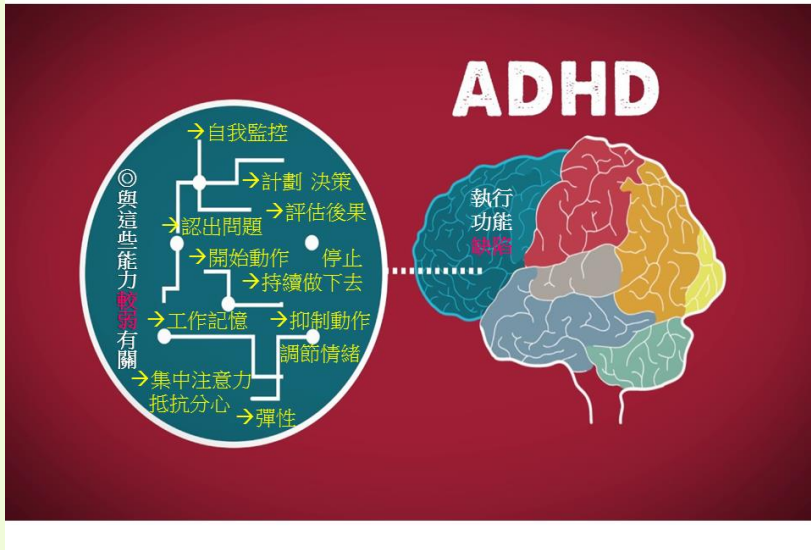 ADHD
◎與這些能力較弱有關
→自我監控
→計劃 決策
→評估後果
→認出問題
→開始動作 停止
→持續做下去
→工作記憶 →抑制動作
調節情緒
→集中注意力
抵抗分心
→彈性
執行
功能
缺陷